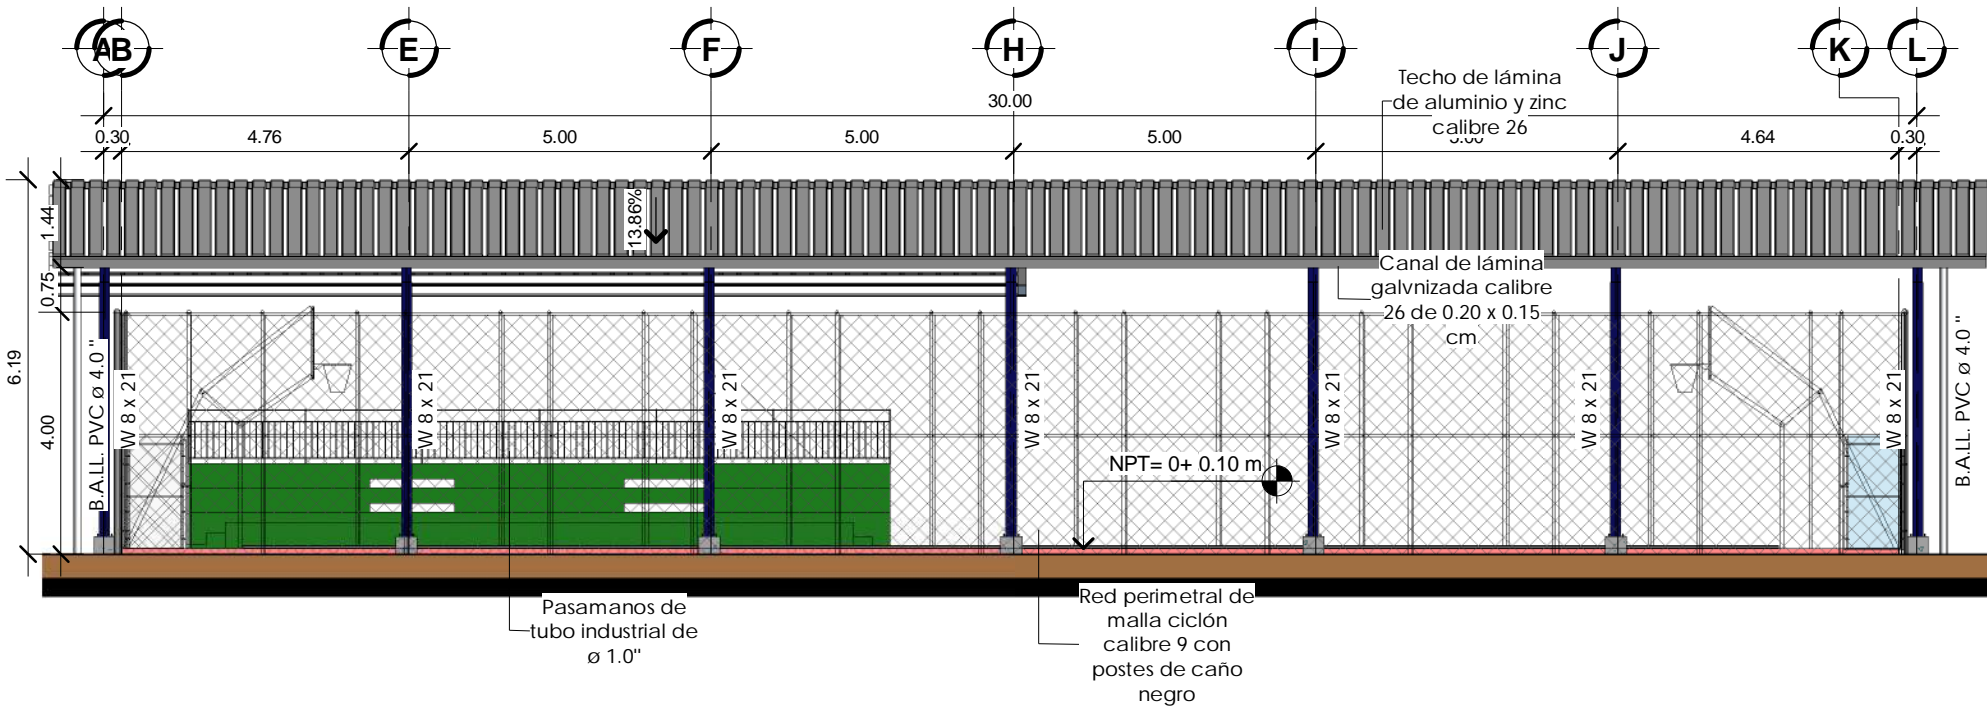 A
B
E
F
H
I
J
K
L
Techo de lámina
de aluminio y zinc
calibre 26
30.00
0.30
4.76
5.00
5.00
5.00
4.64
0.30
1.44
13.86%
0.75
Canal de lámina
galvnizada calibre
26 de 0.20 x 0.15
cm
6.19
4.00
B.A.LL. PVC ø 4.0 "
W 8 x 21
W 8 x 21
W 8 x 21
W 8 x 21
W 8 x 21
W 8 x 21
W 8 x 21
B.A.LL. PVC ø 4.0 "
NPT= 0+ 0.10 m
Pasamanos de
tubo industrial de
ø 1.0"
Red perimetral de
malla ciclón
calibre 9 con
postes de caño
negro